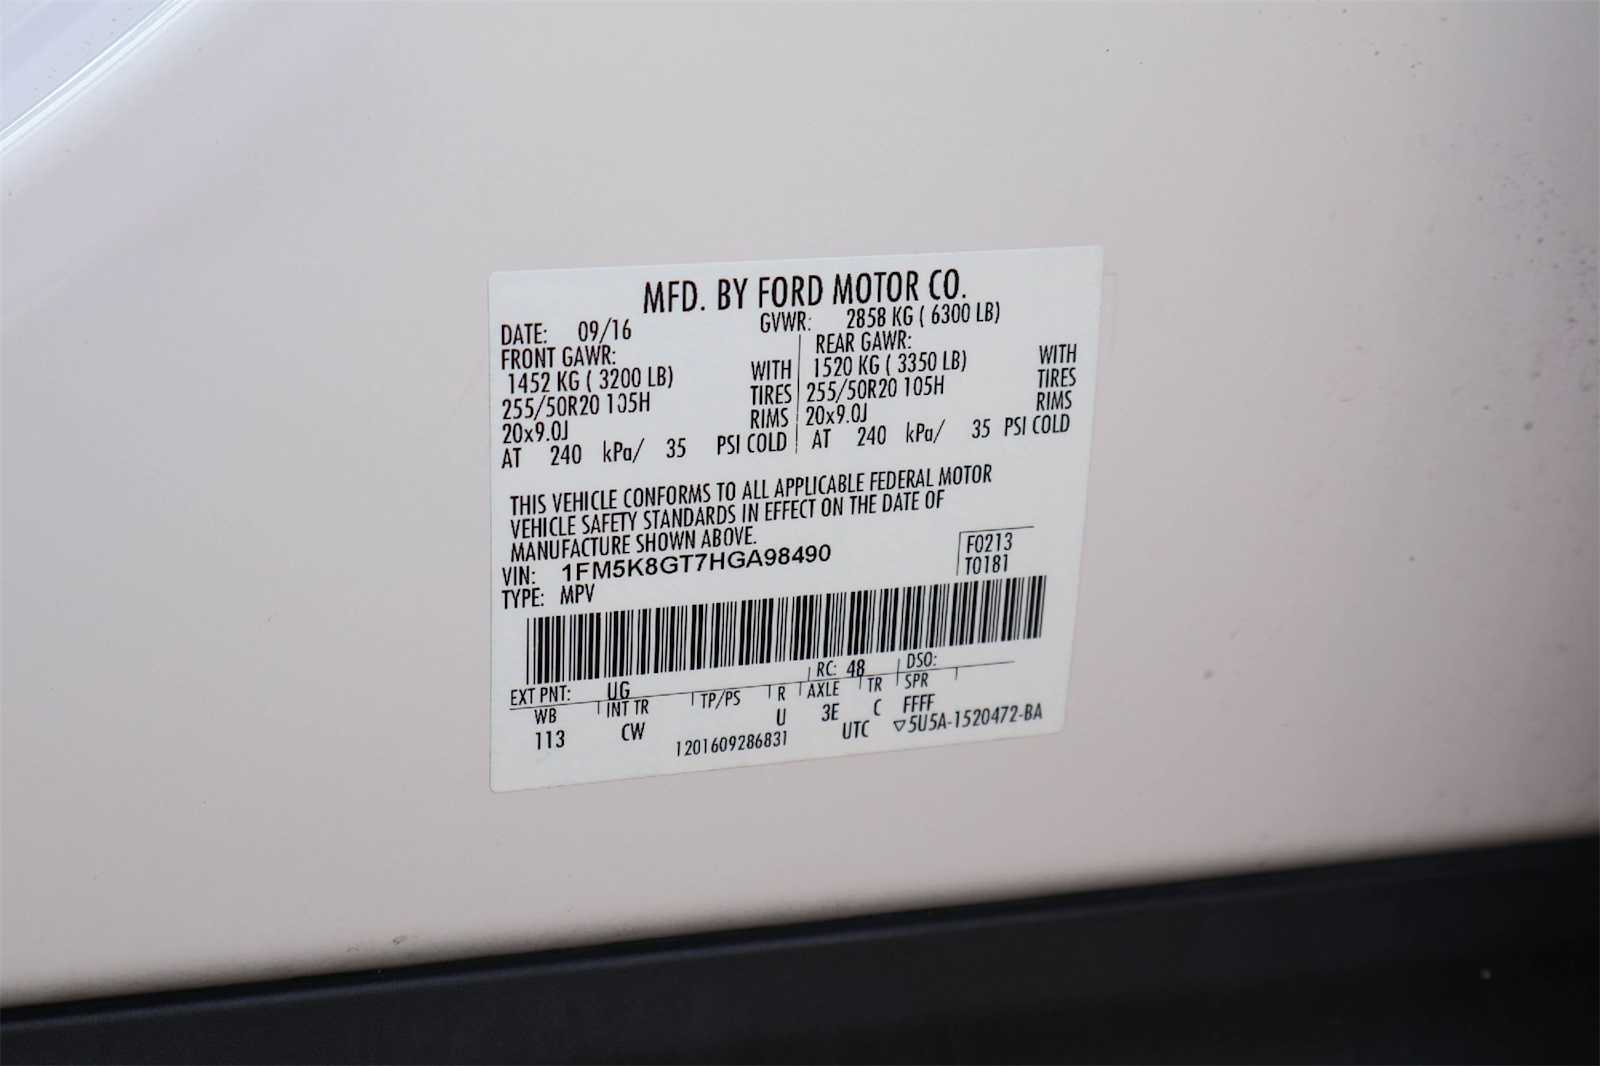 MFD. BY FORD MOTOR CO.
DATE: 09/16 GVWR: 2858 KG ( 6300 LB)
FRONT GAWR: REAR GAWR:
1452 KG ( 3200 LB) WITH 1520 KG ( 3350 LB) WITH
255/50R20 105H TIRES 255/50R20 105H TIRES
20x9.0J RIMS 20x9.0J RIMS
AT 240 kPa/ 35 PSI COLD AT 240 kPa/ 35 PSI COLD
THIS VEHICLE CONFORMS TO ALL APPLICABLE FEDERAL MOTOR
VEHICLE SAFETY STANDARDS IN EFFECT ON THE DATE OF
MANUFACTURE SHOWN ABOVE.
VIN: 1FM5K8GT7HGA98490 F0213
TYPE: MPV T0181
EXT PNT: UG RC: 48 DSO:
WB INT TR TP/PS R AXLE TR SPR
113 CW U 3E C FFFF
1201609286831 UTC ▽5U5A-1520472-BA